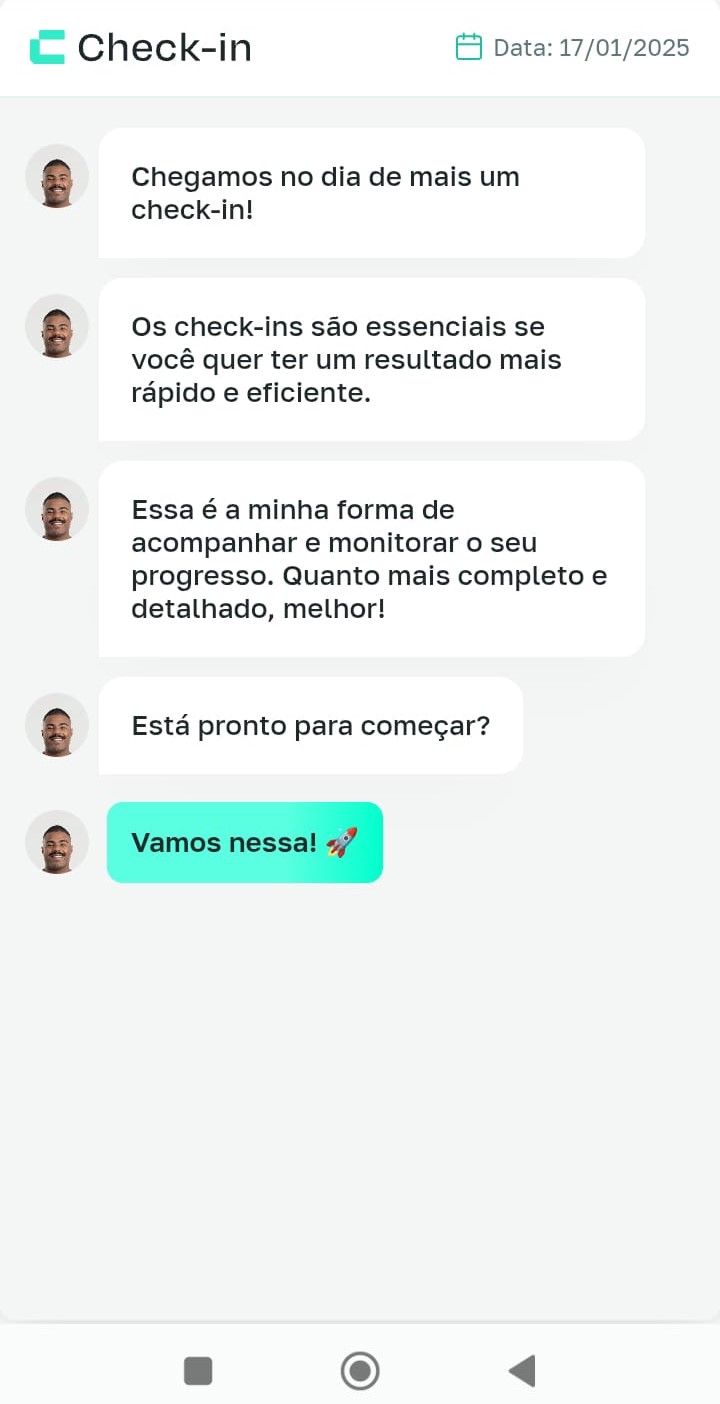 Check-in
Data: 17/01/2025
Chegamos no dia de mais um
check-in!
Os check-ins são essenciais se
você quer ter um resultado mais
rápido e eficiente.
Essa é a minha forma de
acompanhar e monitorar o seu
progresso. Quanto mais completo e
detalhado, melhor!
Está pronto para começar?
Vamos nessa! 🚀